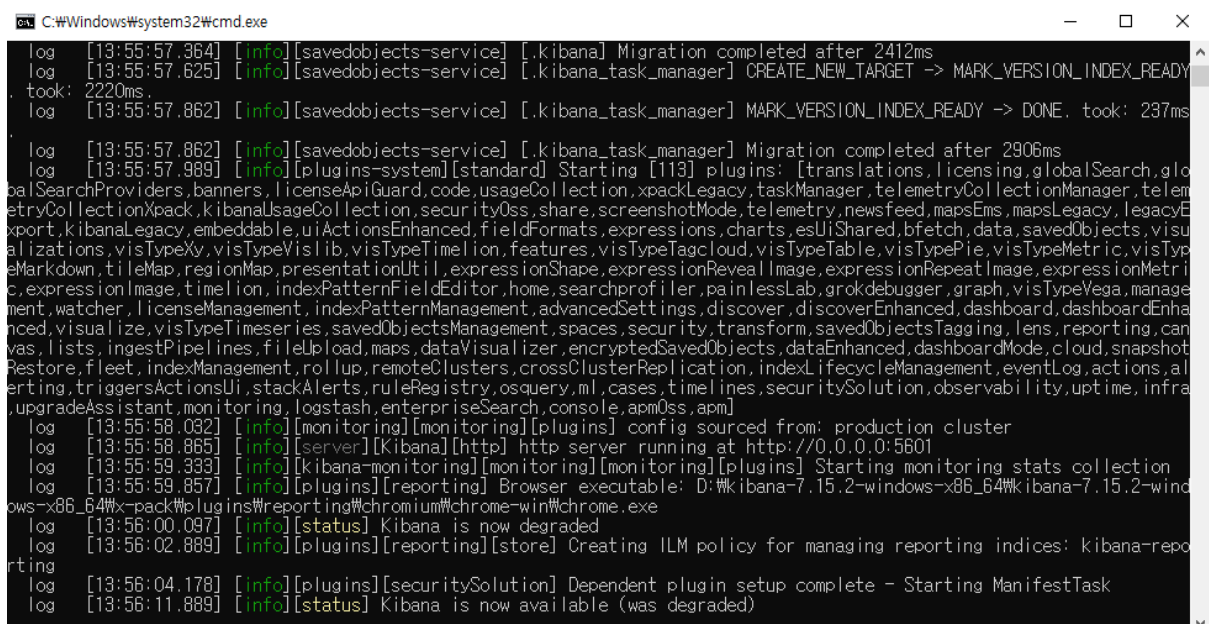 C:₩Windows₩system32₩cmd.exe
log [13:55:57.364] [info][savedobjects-service] [.kibana] Migration completed after 2412ms
log [13:55:57.625] [info][savedobjects-service] [.kibana_task_manager] CREATE_NEW_TARGET -> MARK_VERSION_INDEX_READY
. took: 2220ms.
log [13:55:57.862] [info][savedobjects-service] [.kibana_task_manager] MARK_VERSION_INDEX_READY -> DONE. took: 237ms
.
log [13:55:57.862] [info][savedobjects-service] [.kibana_task_manager] Migration completed after 2906ms
log [13:55:57.989] [info][plugins-system][standard] Starting [113] plugins: [translations,licensing,globalSearch,glo
balSearchProviders,banners,licenseApiGuard,code,usageCollection,xpackLegacy,taskManager,telemetryCollectionManager,telem
etryCollectionXpack,kibanaUsageCollection,securityOss,share,screenshotMode,telemetry,newsfeed,mapsEms,mapsLegacy,legacyE
xport,kibanaLegacy,embeddable,uiActionsEnhanced,fieldFormats,expressions,charts,esUiShared,bfetch,data,savedObjects,visu
alizations,visTypeXy,visTypeVislib,visTypeTimelion,features,visTypeTagcloud,visTypeTable,visTypePie,visTypeMetric,visTyp
eMarkdown,tileMap,regionMap,presentationUtil,expressionShape,expressionRevealImage,expressionRepeatImage,expressionMetri
c,expressionImage,timelion,indexPatternFieldEditor,home,searchprofiler,painlessLab,grokdebugger,graph,visTypeVega,manage
ment,watcher,licenseManagement,indexPatternManagement,advancedSettings,discover,discoverEnhanced,dashboard,dashboardEnha
nced,visualize,visTypeTimeseries,savedObjectsManagement,spaces,security,transform,savedObjectsTagging,lens,reporting,can
vas,lists,ingestPipelines,fileUpload,maps,dataVisualizer,encryptedSavedObjects,dataEnhanced,dashboardMode,cloud,snapshot
Restore,fleet,indexManagement,rollup,remoteClusters,crossClusterReplication,indexLifecycleManagement,eventLog,actions,al
erting,triggersActionsUi,stackAlerts,ruleRegistry,osquery,ml,cases,timelines,securitySolution,observability,uptime,infra
,upgradeAssistant,monitoring,logstash,enterpriseSearch,console,apmOss,apm]
log [13:55:58.032] [info][monitoring][monitoring][plugins] config sourced from: production cluster
log [13:55:58.865] [info][server][Kibana][http] http server running at http://0.0.0.0:5601
log [13:55:59.333] [info][kibana-monitoring][monitoring][monitoring][plugins] Starting monitoring stats collection
log [13:55:59.857] [info][plugins][reporting] Browser executable: D:₩kibana-7.15.2-windows-x86_64₩kibana-7.15.2-wind
ows-x86_64₩x-pack₩plugins₩reporting₩chromium₩chrome-win₩chrome.exe
log [13:56:00.097] [info][status] Kibana is now degraded
log [13:56:02.889] [info][plugins][reporting][store] Creating ILM policy for managing reporting indices: kibana-repo
rting
log [13:56:04.178] [info][plugins][securitySolution] Dependent plugin setup complete - Starting ManifestTask
log [13:56:11.889] [info][status] Kibana is now available (was degraded)